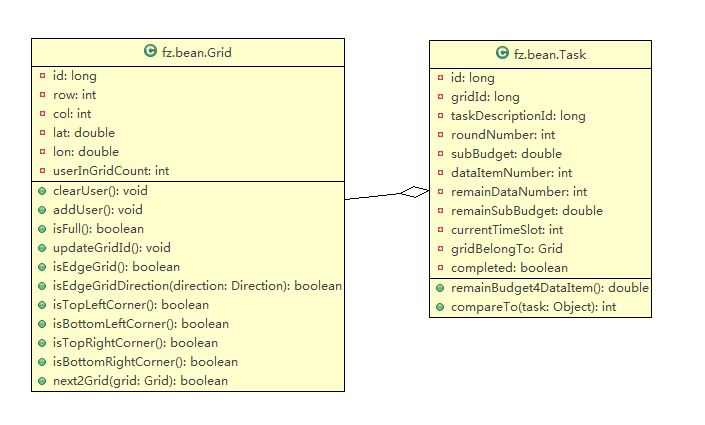 fz.bean.Grid
id: long
row: int
col: int
lat: double
lon: double
userInGridCount: int
clearUser(): void
addUser(): void
isFull(): boolean
updateGridId(): void
isEdgeGrid(): boolean
isEdgeGridDirection(direction: Direction): boolean
isTopLeftCorner(): boolean
isBottomLeftCorner(): boolean
isTopRightCorner(): boolean
isBottomRightCorner(): boolean
next2Grid(grid: Grid): boolean
fz.bean.Task
id: long
gridId: long
taskDescriptionId: long
roundNumber: int
subBudget: double
dataItemNumber: int
remainDataNumber: int
remainSubBudget: double
currentTimeSlot: int
gridBelongTo: Grid
completed: boolean
remainBudget4DataItem(): double
compareTo(task: Object): int